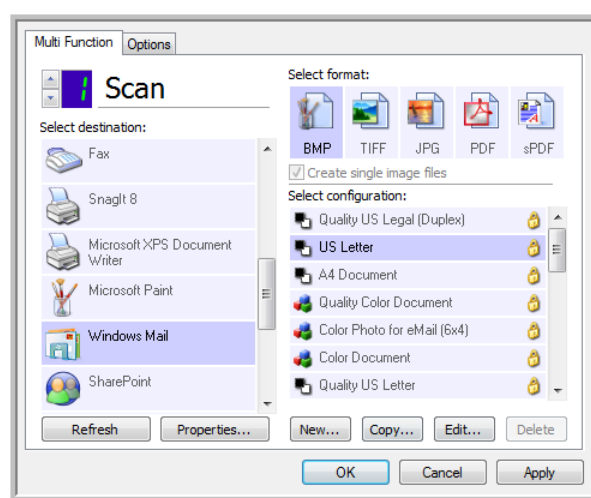 Multi Function
Options
1
Scan
Select destination:
Fax
SnagIt 8
Microsoft XPS Document
Writer
Microsoft Paint
Windows Mail
SharePoint
Refresh
Properties...
Select format:
BMP
TIFF
JPG
PDF
sPDF
Create single image files
Select configuration:
Quality US Legal (Duplex)
US Letter
A4 Document
Quality Color Document
Color Photo for eMail (6x4)
Color Document
Quality US Letter
New...
Copy...
Edit...
Delete
OK
Cancel
Apply